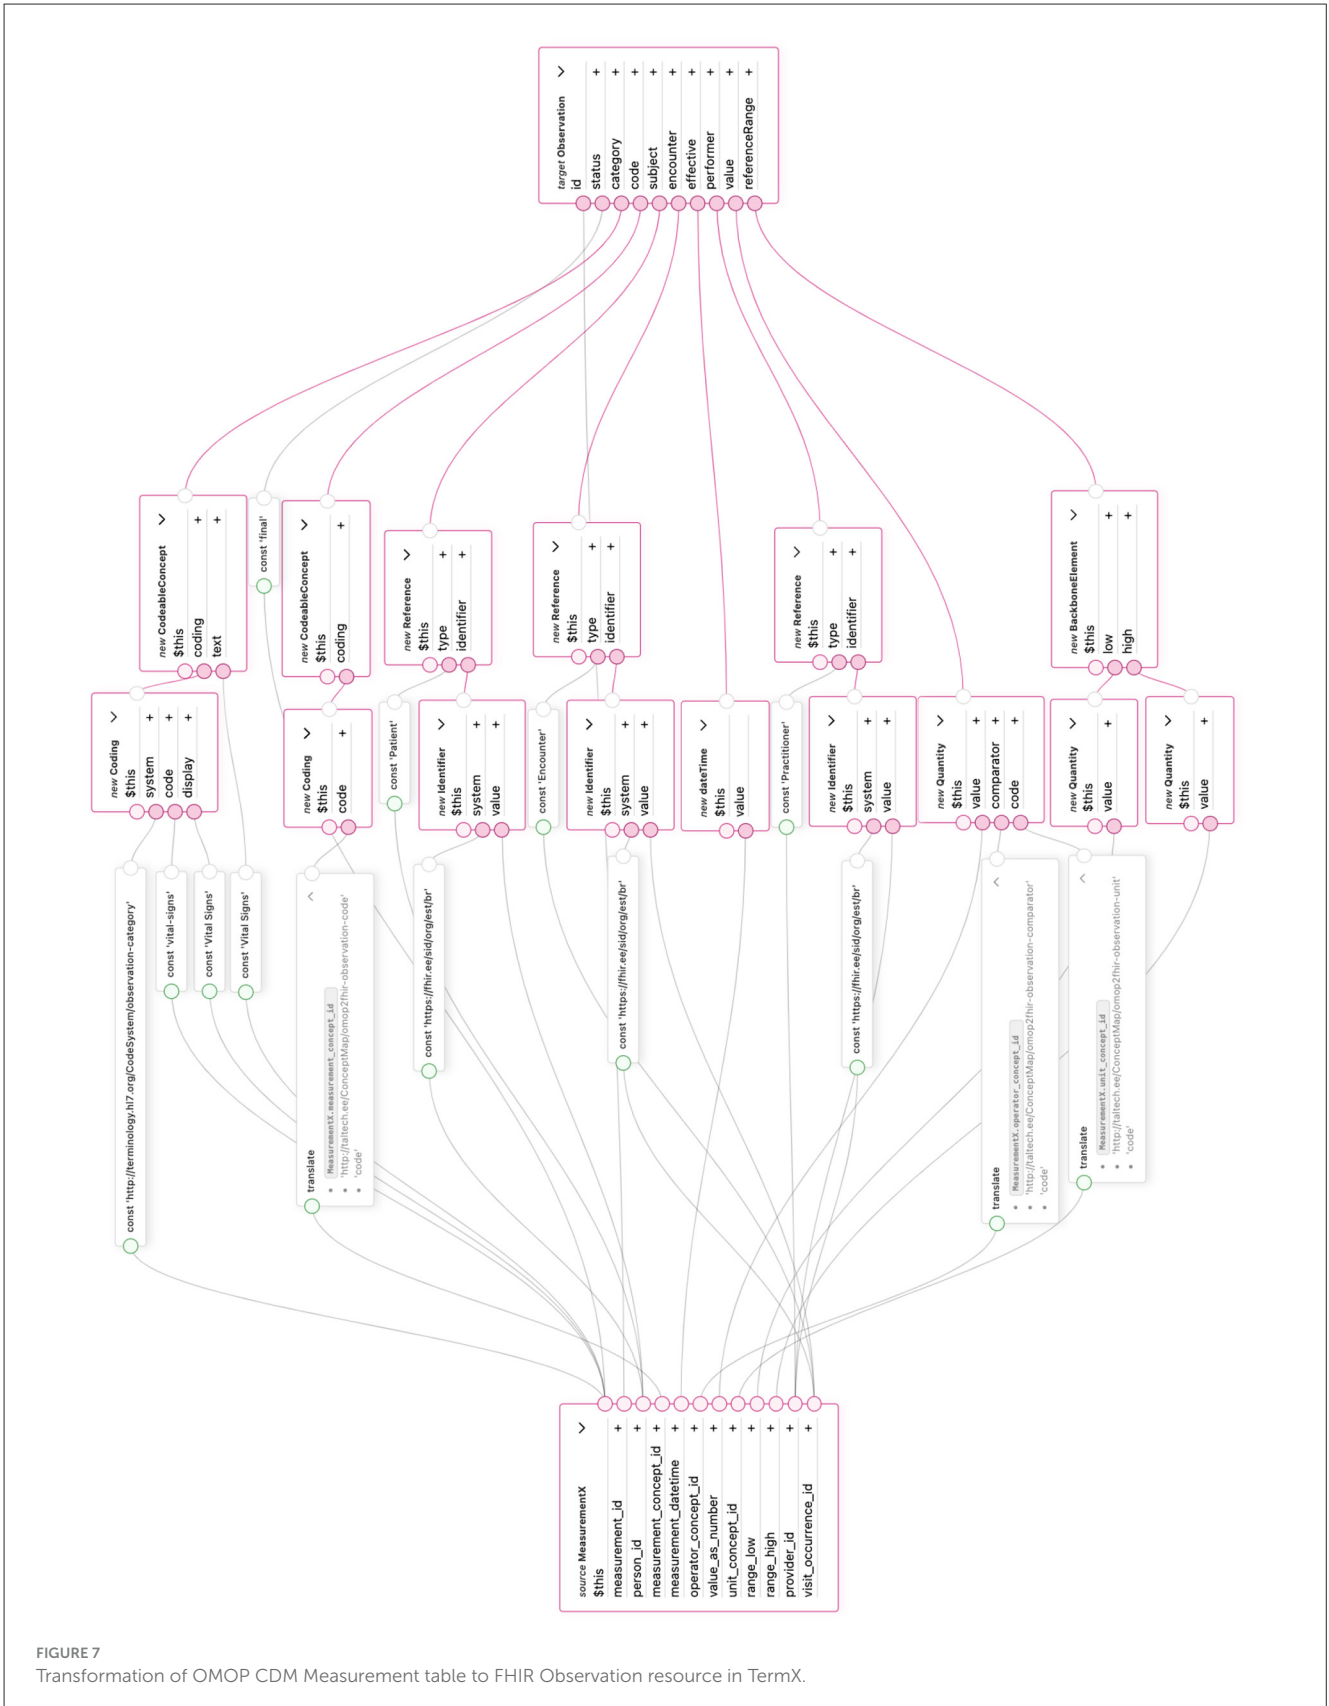 target Observation
id
status +
category +
code +
subject +
encounter +
effective +
performer +
value +
referenceRange +
new CodeableConcept
$this
coding +
text +
const 'final'
new CodeableConcept
$this
coding +
new Reference
$this
type +
identifier +
new Reference
$this
type +
identifier +
new Reference
$this
type +
identifier +
new BackboneElement
$this
low +
high +
new Coding
$this
system +
code +
display +
new Coding
$this
code +
const 'Patient'
new Identifier
$this
system +
value +
const 'Encounter'
new Identifier
$this
system +
value +
new dateTime
$this
value +
const 'Practitioner'
new Identifier
$this
system +
value +
new Quantity
$this
value +
comparator +
code +
new Quantity
$this
value +
new Quantity
$this
value +
const 'http://terminology.hl7.org/CodeSystem/observation-category'
const 'vital-signs'
const 'Vital Signs'
const 'Vital Signs'
translate
• MeasurementX.measurement_concept_id
• 'http://taltech.ee/ConceptMap/omop2fhir-observation-code'
• 'code'
const 'https://fhir.ee/sid/org/est/br'
const 'https://fhir.ee/sid/org/est/br'
const 'https://fhir.ee/sid/org/est/br'
translate
• MeasurementX.operator_concept_id
• 'http://taltech.ee/ConceptMap/omop2fhir-observation-comparator'
• 'code'
translate
• MeasurementX.unit_concept_id
• 'http://taltech.ee/ConceptMap/omop2fhir-observation-unit'
• 'code'
source MeasurementX
$this
measurement_id +
person_id +
measurement_concept_id +
measurement_datetime +
operator_concept_id +
value_as_number +
unit_concept_id +
range_low +
range_high +
provider_id +
visit_occurrence_id +
FIGURE 7
Transformation of OMOP CDM Measurement table to FHIR Observation resource in TermX.